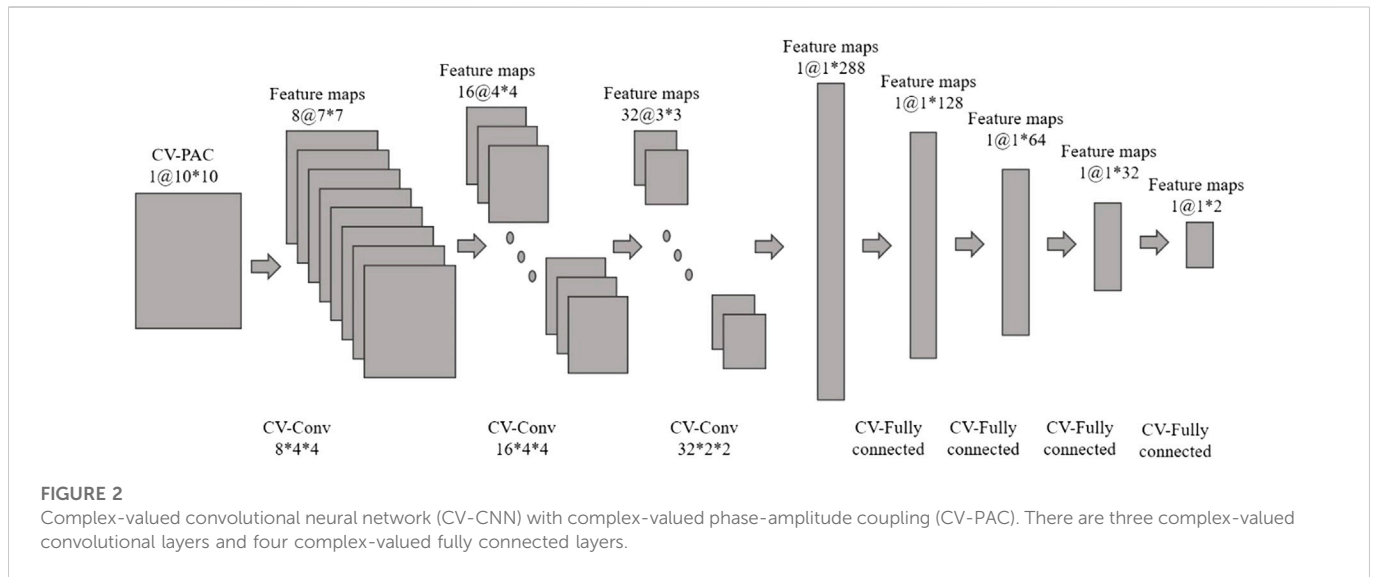 CV-PAC
1@10*10
Feature maps
8@7*7
Feature maps
16@4*4
Feature maps
32@3*3
Feature maps
1@1*288
Feature maps
1@1*128
Feature maps
1@1*64
Feature maps
1@1*32
Feature maps
1@1*2
CV-Conv
8*4*4
CV-Conv
16*4*4
CV-Conv
32*2*2
CV-Fully
connected
CV-Fully
connected
CV-Fully
connected
CV-Fully
connected
FIGURE 2
Complex-valued convolutional neural network (CV-CNN) with complex-valued phase-amplitude coupling (CV-PAC). There are three complex-valued
convolutional layers and four complex-valued fully connected layers.